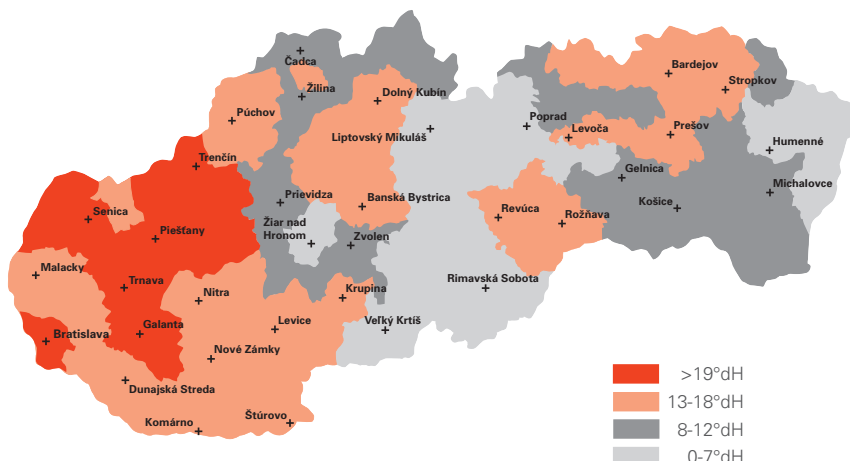 Čadca
Žilina
Dolný Kubín
Púchov
Liptovský Mikuláš
Poprad
Levoča
Bardejov
Stropkov
Prešov
Humenné
Michalovce
Gelnica
Košice
Trenčín
Senica
Piešťany
Prievidza
Banská Bystrica
Žiar nad
Hronom
Zvolen
Revúca
Rožňava
Malacky
Trnava
Nitra
Krupina
Rimavská Sobota
Bratislava
Galanta
Levice
Veľký Krtíš
Nové Zámky
Dunajská Streda
Komárno
Štúrovo
>19°dH
13-18°dH
8-12°dH
0-7°dH